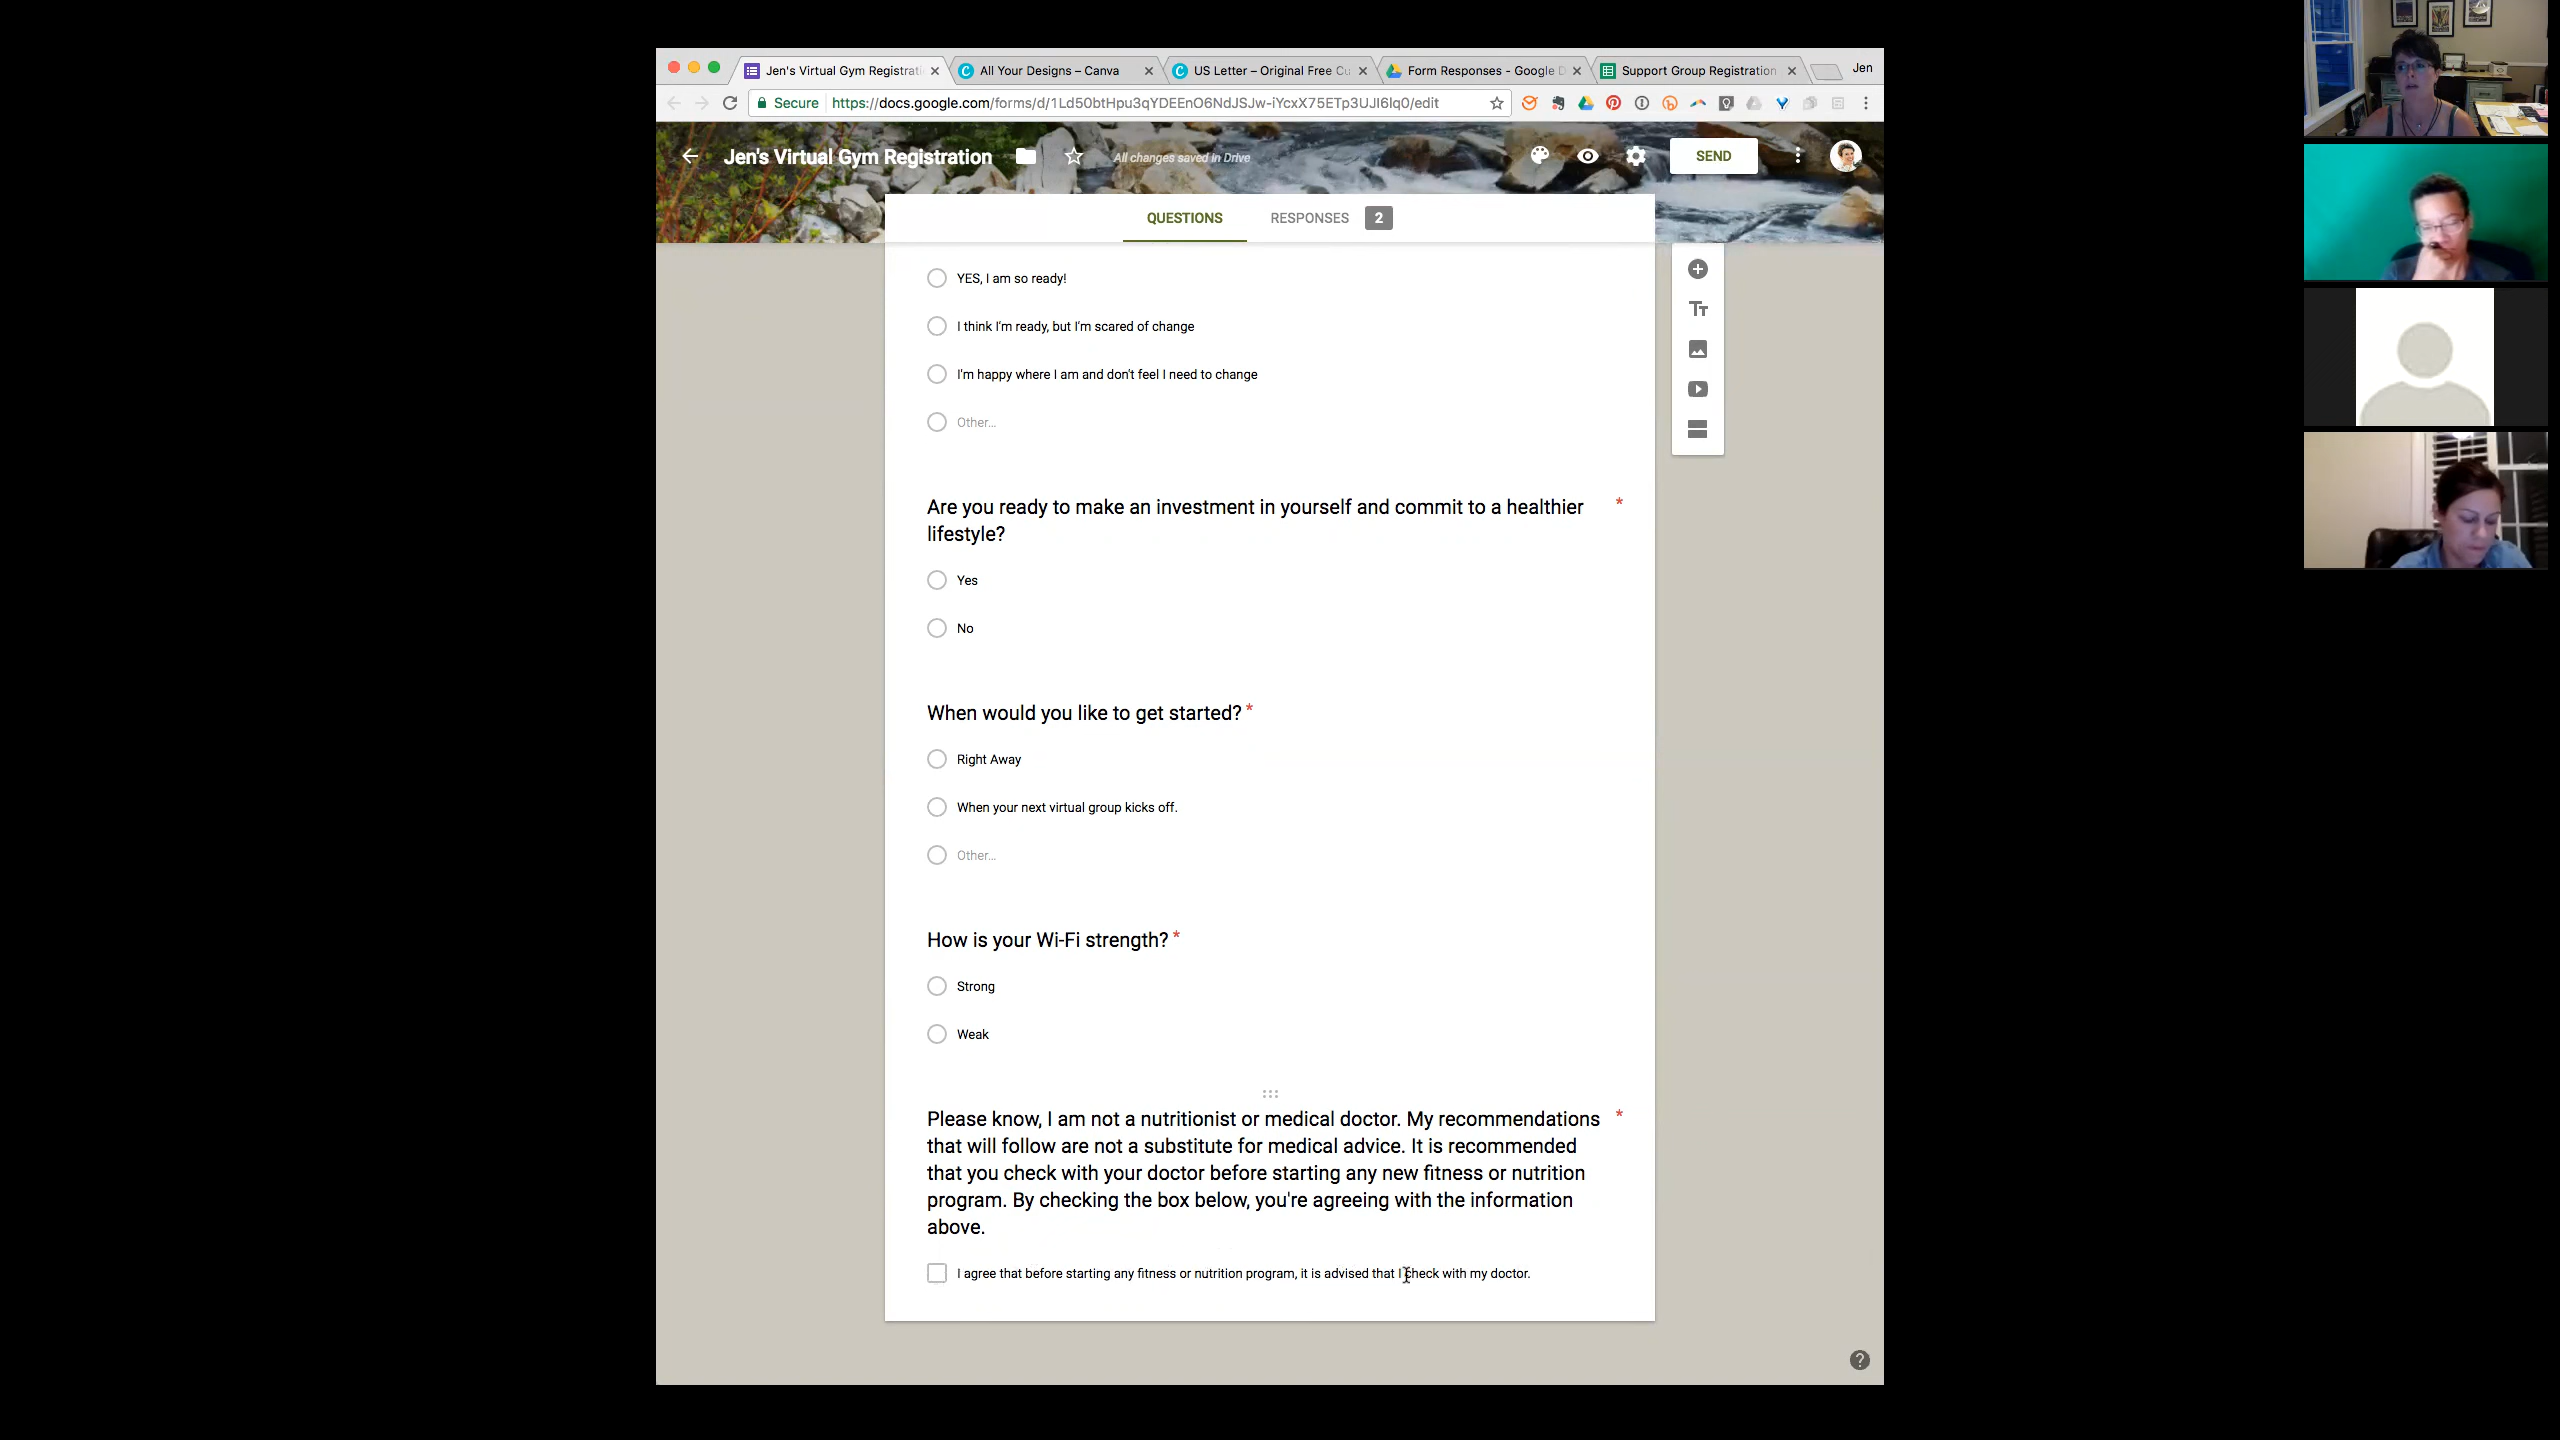 Jen's Virtual Gym Registrati
All Your Designs – Canva
US Letter – Original Free Cu
Form Responses - Google D
Support Group Registration
Jen
Secure
https://docs.google.com/forms/d/1Ld50btHpu3qYDEEnO6NdJSJw-iYcxX75ETp3UJI6Iq0/edit
Jen's Virtual Gym Registration
All changes saved in Drive
SEND
QUESTIONS
RESPONSES 2
YES, I am so ready!
I think I'm ready, but I'm scared of change
I'm happy where I am and don't feel I need to change
Other...
Are you ready to make an investment in yourself and commit to a healthier *
lifestyle?
Yes
No
When would you like to get started? *
Right Away
When your next virtual group kicks off.
Other...
How is your Wi-Fi strength? *
Strong
Weak
Please know, I am not a nutritionist or medical doctor. My recommendations *
that will follow are not a substitute for medical advice. It is recommended
that you check with your doctor before starting any new fitness or nutrition
program. By checking the box below, you're agreeing with the information
above.
I agree that before starting any fitness or nutrition program, it is advised that I check with my doctor.